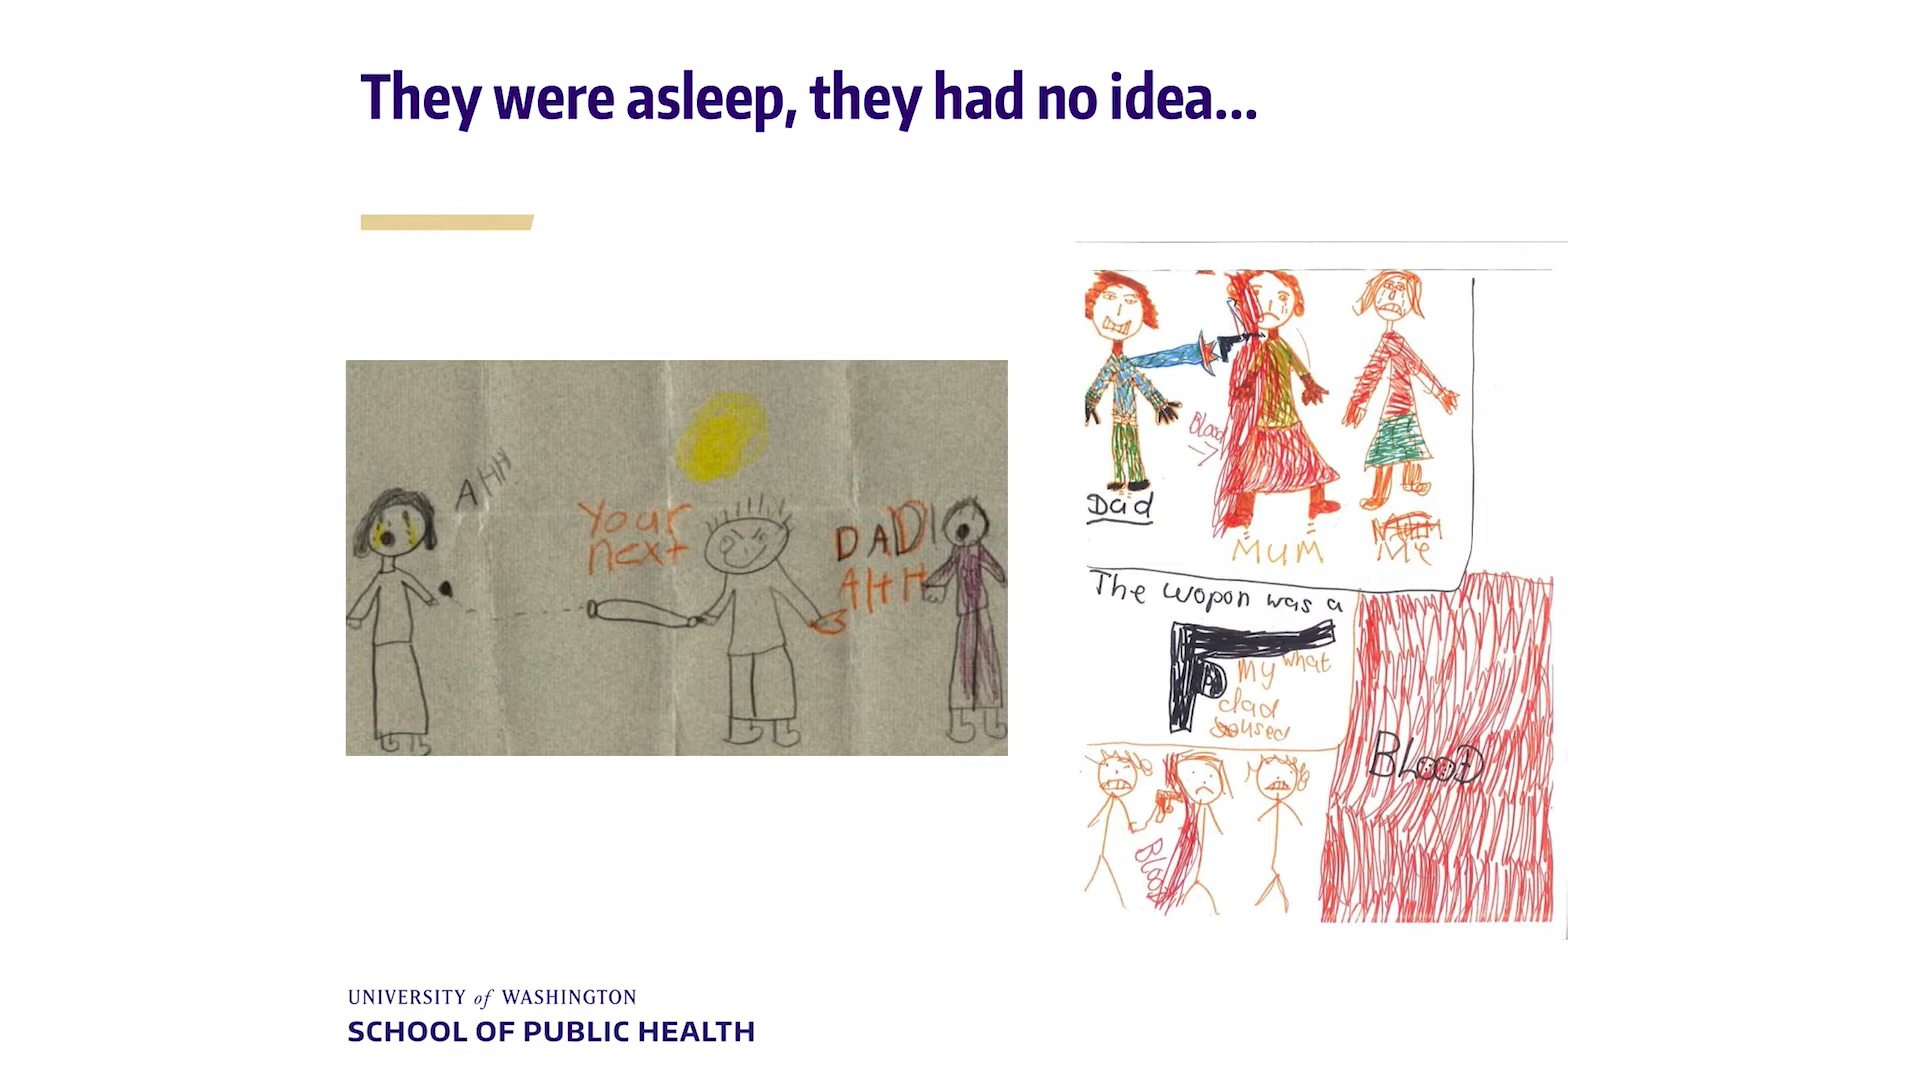 They were asleep, they had no idea...
AHH!
Your
next
DAD!
AHH
Blood
Dad
MUM
Me
The wopon was a
what
My
dad
used
Blood
BLOOD
UNIVERSITY of WASHINGTON
SCHOOL OF PUBLIC HEALTH